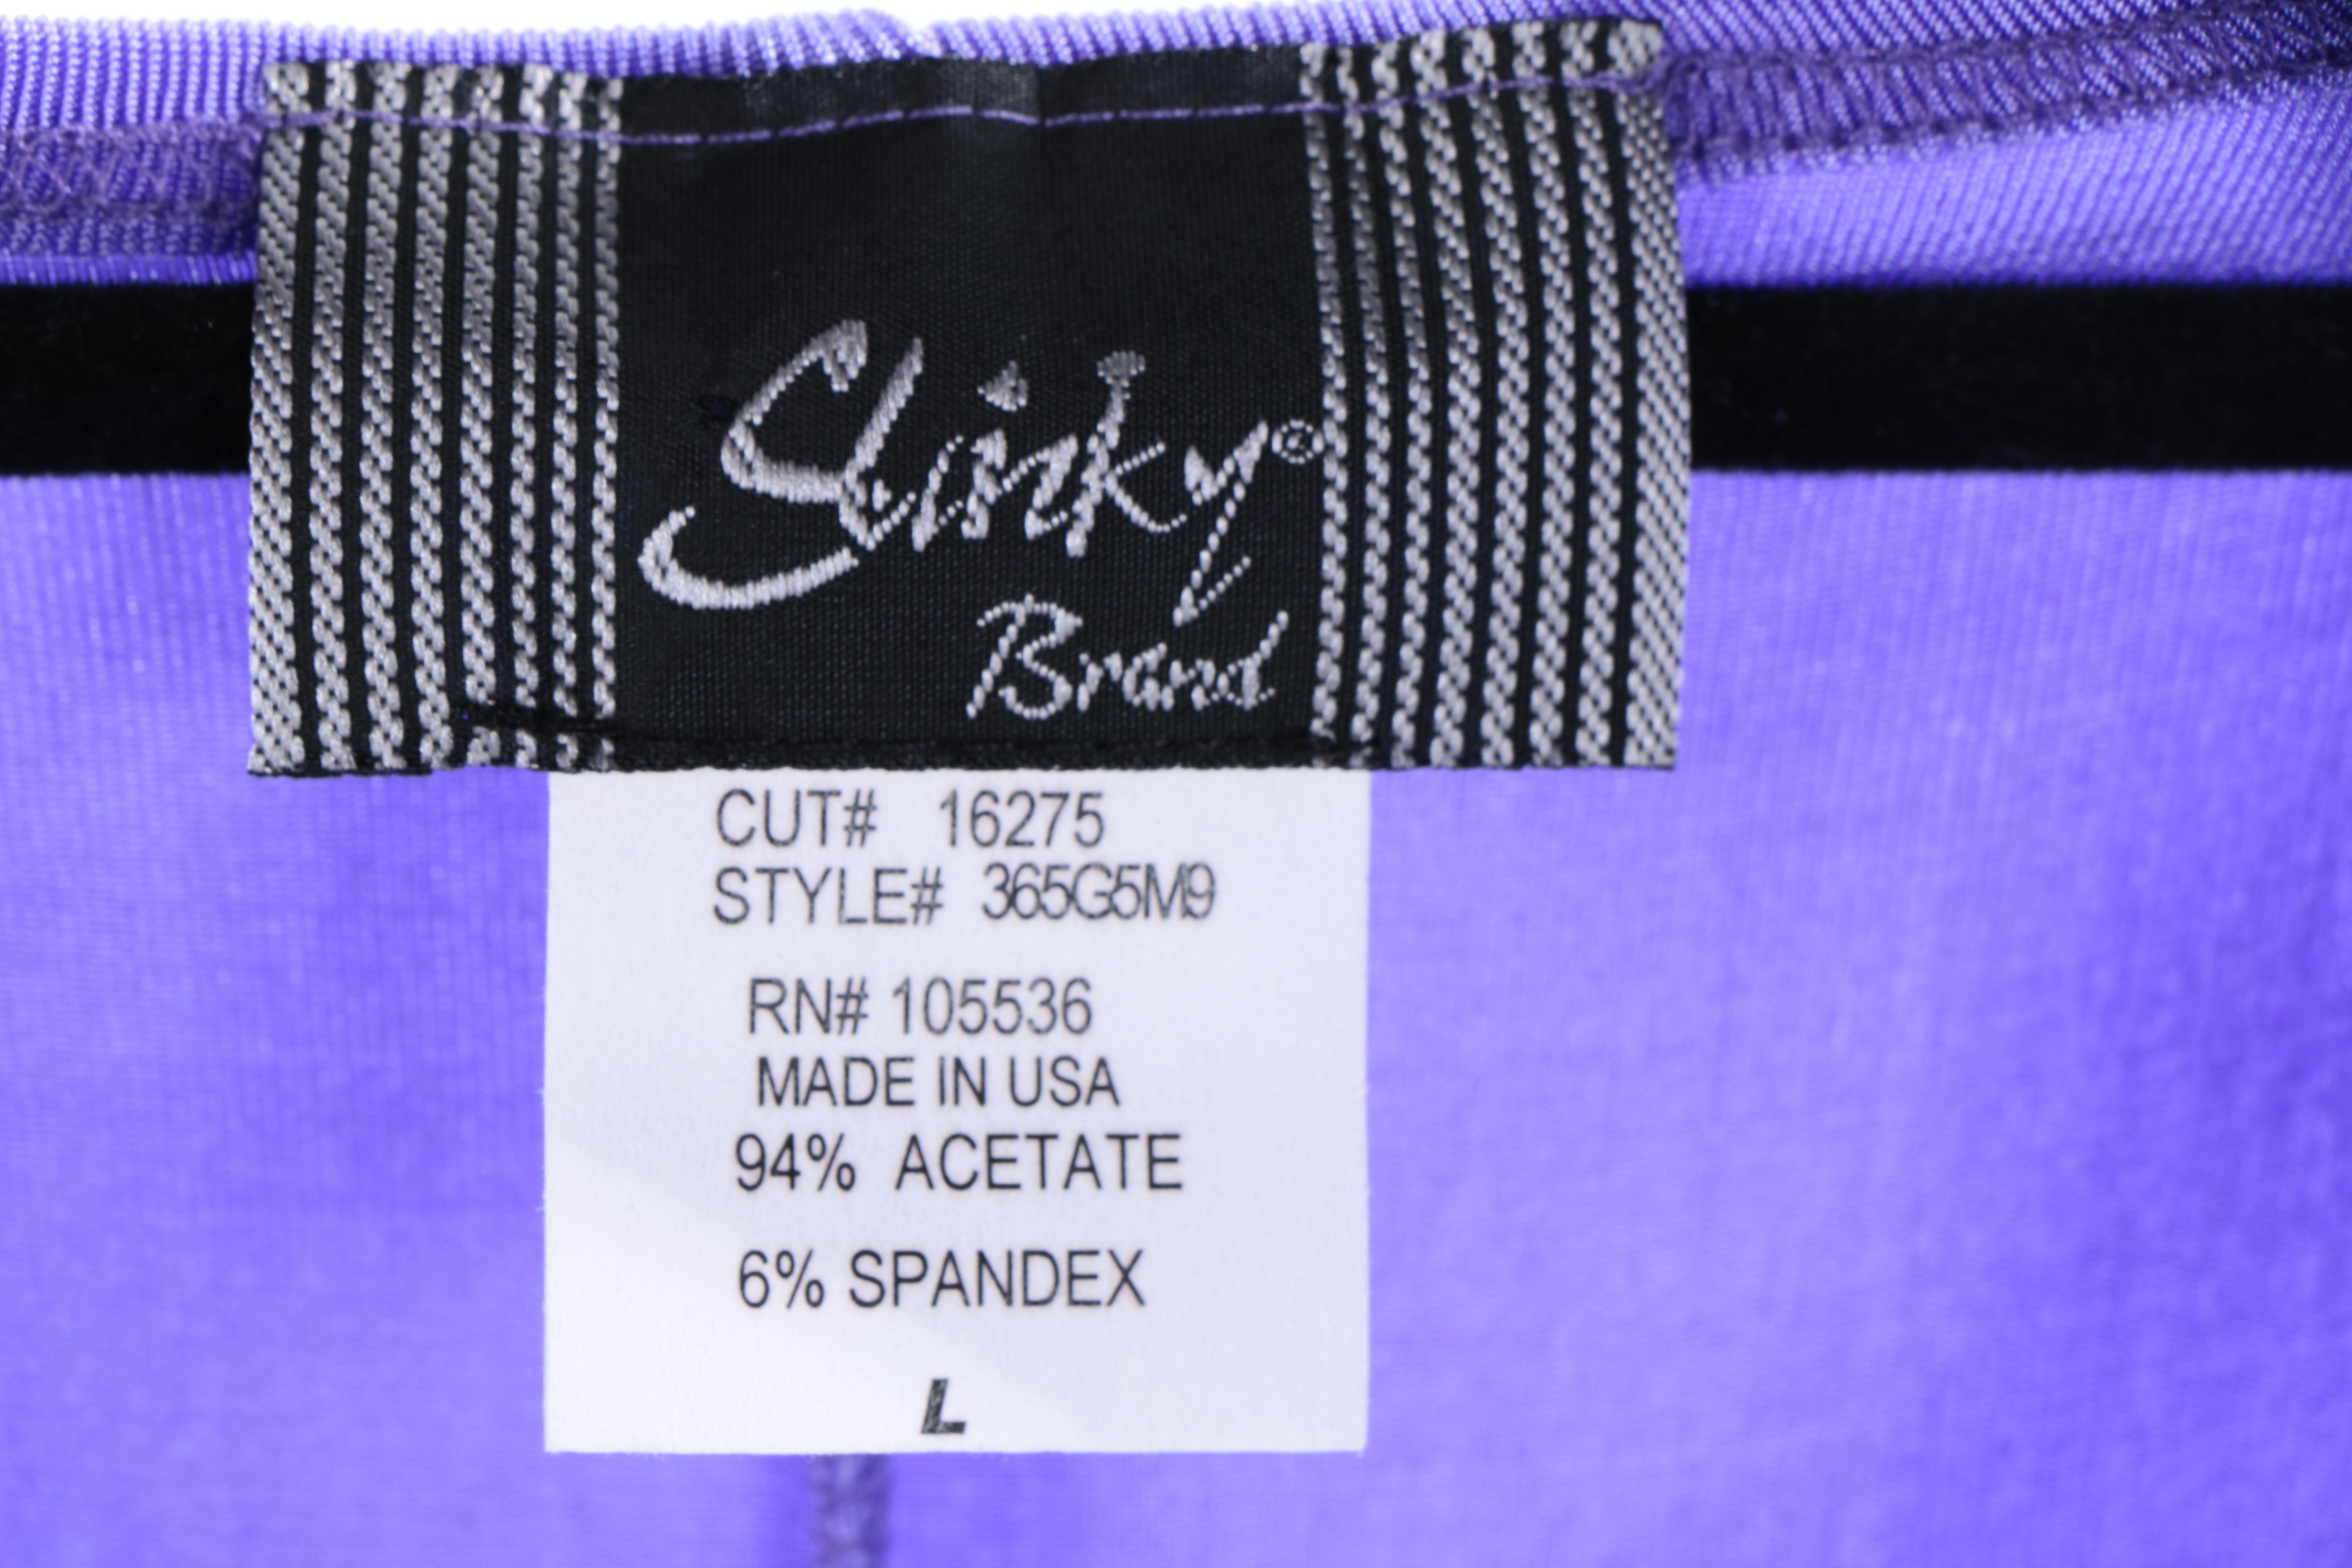 Slinky®
Brand
CUT# 16275
STYLE# 365G5M9
RN# 105536
MADE IN USA
94% ACETATE
6% SPANDEX
L